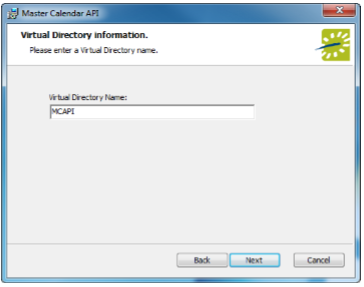 Master Calendar API
Virtual Directory information.
Please enter a Virtual Directory name.
Virtual Directory Name:
MCAPI
Back
Next
Cancel